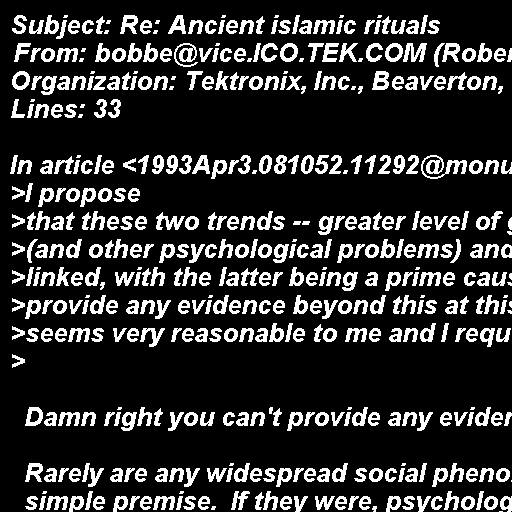 Subject: Re: Ancient islamic rituals
From: bobbe@vice.ICO.TEK.COM (Rober
Organization: Tektronix, Inc., Beaverton,
Lines: 33

In article <1993Apr3.081052.11292@monu
>I propose
>that these two trends -- greater level of g
>(and other psychological problems) and
>linked, with the latter being a prime caus
>provide any evidence beyond this at this
>seems very reasonable to me and I requ
>

Damn right you can't provide any eviden

Rarely are any widespread social pheno
simple premise.  If they were, psycholog